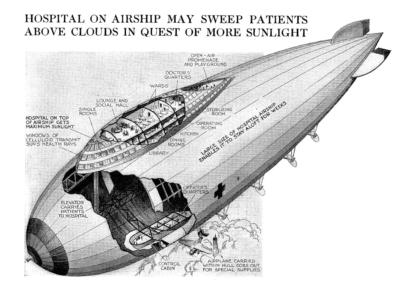 HOSPITAL ON AIRSHIP MAY SWEEP PATIENTS
ABOVE CLOUDS IN QUEST OF MORE SUNLIGHT
OPEN-AIR
PROMENADE
AND PLAYGROUND
DOCTORS'
QUARTERS
WARDS
LOUNGE AND
SOCIAL HALL
SINGLE
ROOMS
HOSPITAL ON TOP
OF AIRSHIP GETS
MAXIMUM SUNLIGHT
WINDOWS OF
CELLULOID TRANSMIT
SUN'S HEALTH RAYS
STERILIZING
ROOM
OPERATING
ROOM
KITCHEN
DINING
ROOMS
LIBRARY
LARGE SIZE OF HOSPITAL AIRSHIP
ENABLES IT TO STAY ALOFT FOR WEEKS
OFFICER'S
QUARTERS
ELEVATOR
CARRIES
PATIENTS
TO HOSPITAL
CONTROL
CABIN
AIRPLANE CARRIED
WITHIN HULL GOES OUT
FOR SPECIAL SUPPLIES